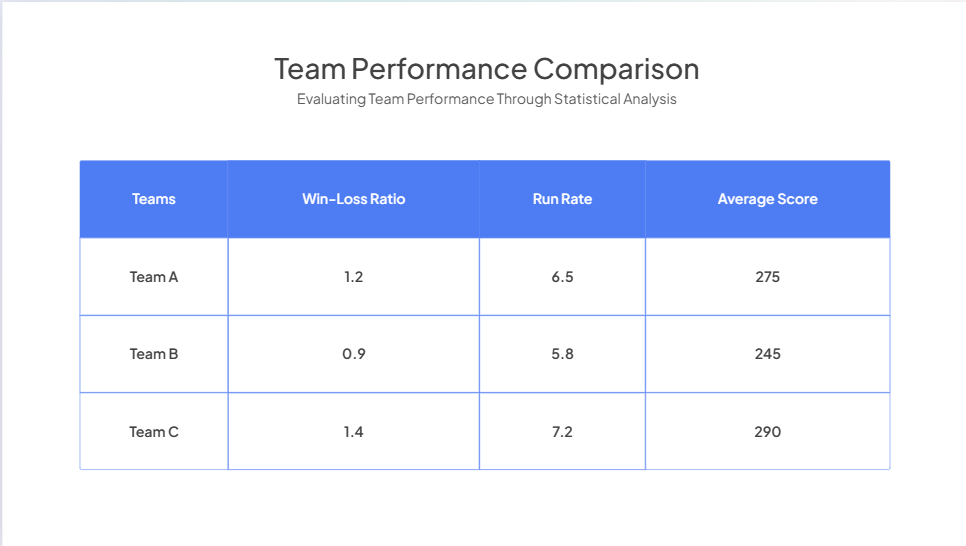 Team Performance Comparison
Evaluating Team Performance Through Statistical Analysis
Teams Win-Loss Ratio Run Rate Average Score
Team A 1.2 6.5 275
Team B 0.9 5.8 245
Team C 1.4 7.2 290